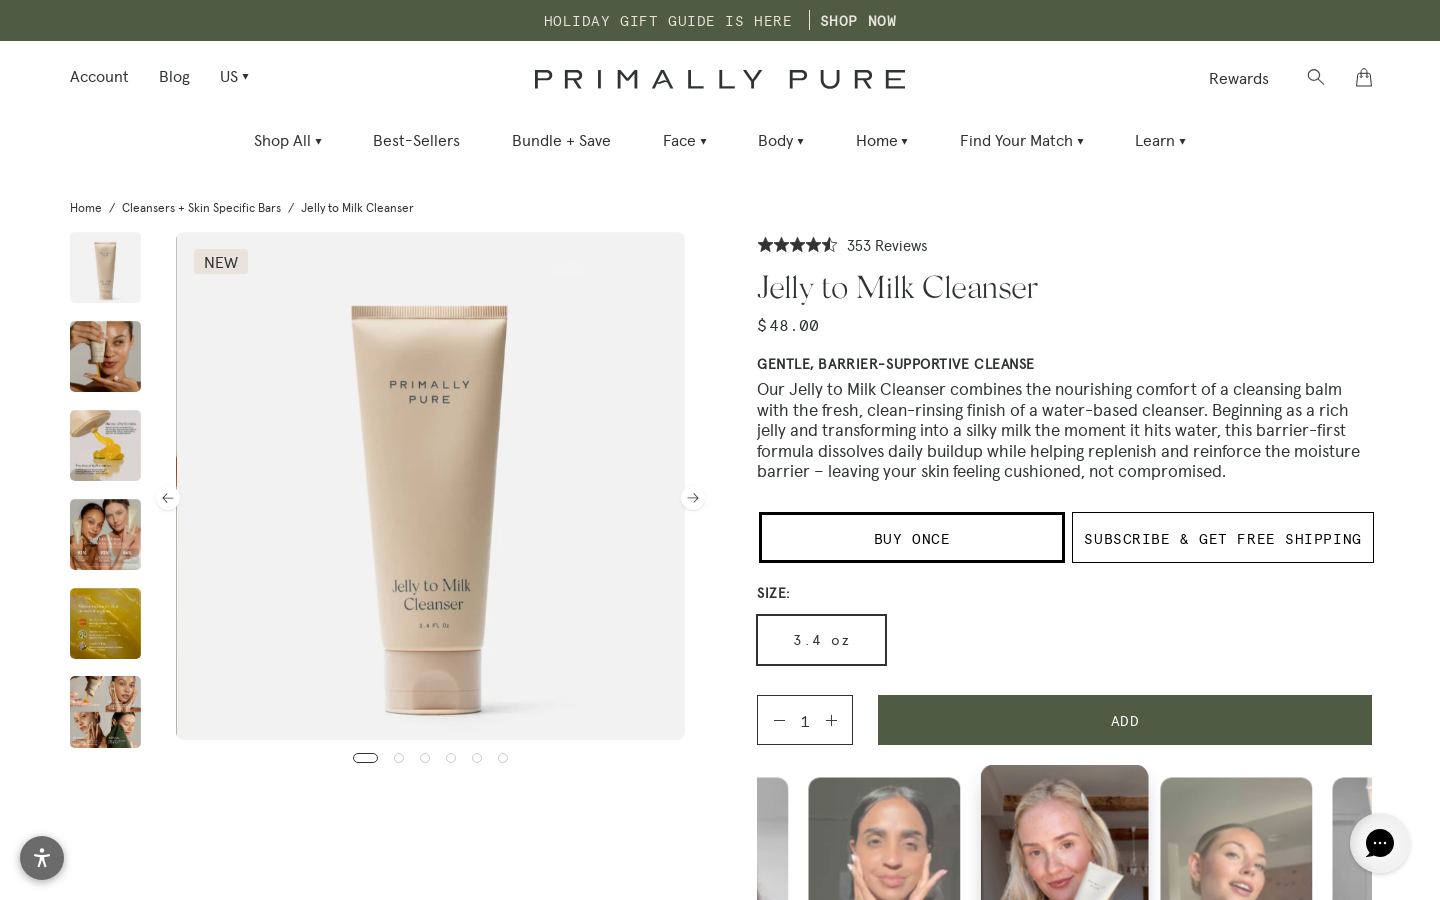 HOLIDAY GIFT GUIDE IS HERE SHOP NOW
Account Blog US ▾
PRIMALLY PURE
Rewards
Shop All ▾ Best-Sellers Bundle + Save Face ▾ Body ▾ Home ▾ Find Your Match ▾ Learn ▾
Home / Cleansers + Skin Specific Bars / Jelly to Milk Cleanser
NEW
PRIMALLY
PURE
Jelly to Milk
Cleanser
3.4 FL Oz
353 Reviews
Jelly to Milk Cleanser
$48.00
GENTLE, BARRIER-SUPPORTIVE CLEANSE
Our Jelly to Milk Cleanser combines the nourishing comfort of a cleansing balm
with the fresh, clean-rinsing finish of a water-based cleanser. Beginning as a rich
jelly and transforming into a silky milk the moment it hits water, this barrier-first
formula dissolves daily buildup while helping replenish and reinforce the moisture
barrier – leaving your skin feeling cushioned, not compromised.
BUY ONCE
SUBSCRIBE & GET FREE SHIPPING
SIZE:
3.4 oz
1
ADD